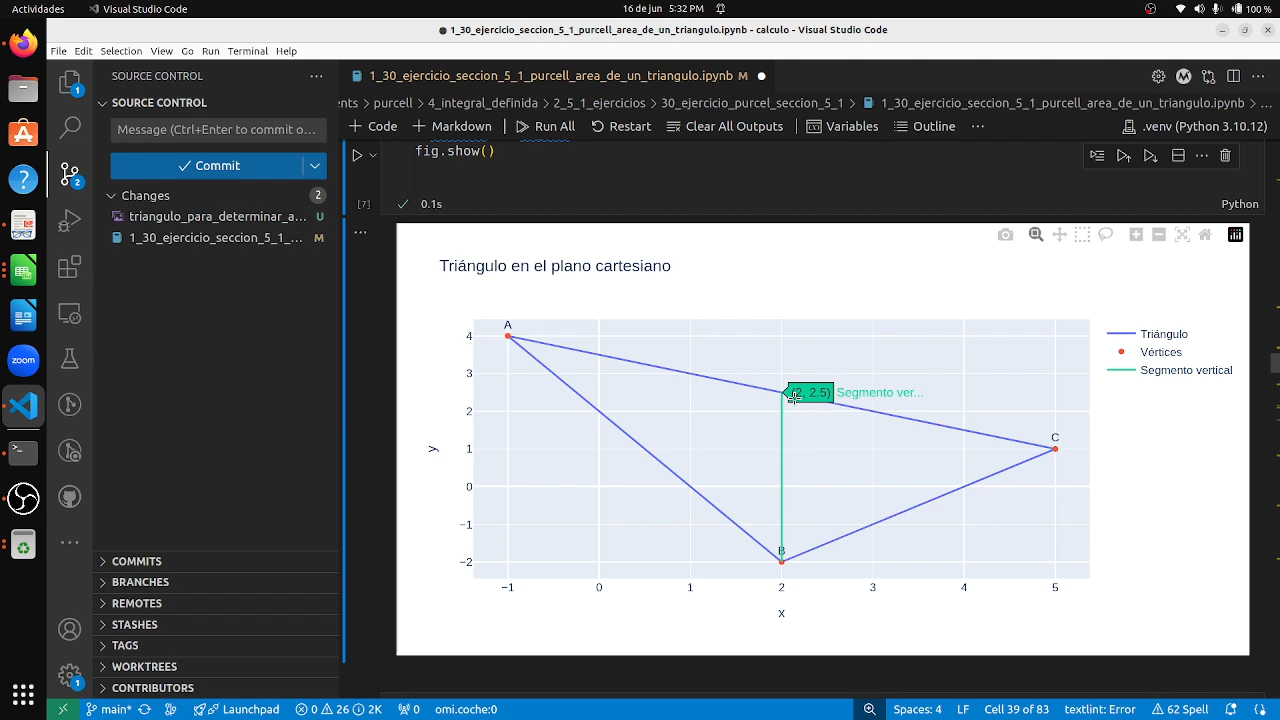 Actividades
Visual Studio Code
16 de jun 5:32 PM
100 %
1_30_ejercicio_seccion_5_1_purcell_area_de_un_triangulo.ipynb - calculo - Visual Studio Code
File Edit Selection View Go Run Terminal Help
SOURCE CONTROL
1_30_ejercicio_seccion_5_1_purcell_area_de_un_triangulo.ipynb M
SOURCE CONTROL
ents > purcell > 4_integral_definida > 2_5_1_ejercicios > 30_ejercicio_purcel_seccion_5_1 > 1_30_ejercicio_seccion_5_1_purcell_area_de_un_triangulo.ipynb > ...
Message (Ctrl+Enter to commit o...
+ Code + Markdown Run All Restart Clear All Outputs Variables Outline ... .venv (Python 3.10.12)
Commit
fig.show()
Changes 2
[7] 0.1s Python
triangulo_para_determinar_a... U
1_30_ejercicio_seccion_5_1_... M
Triángulo en el plano cartesiano
A
B
C
(2, 2.5) Segmento ver...
Triángulo
Vértices
Segmento vertical
4
3
2
1
0
−1
−2
y
−1 0 1 2 3 4 5
x
COMMITS
BRANCHES
REMOTES
STASHES
TAGS
WORKTREES
CONTRIBUTORS
zoom
1
2
1
main* Launchpad 0 26 2K 0 omi.coche:0 Spaces: 4 LF Cell 39 of 83 textlint: Error 62 Spell